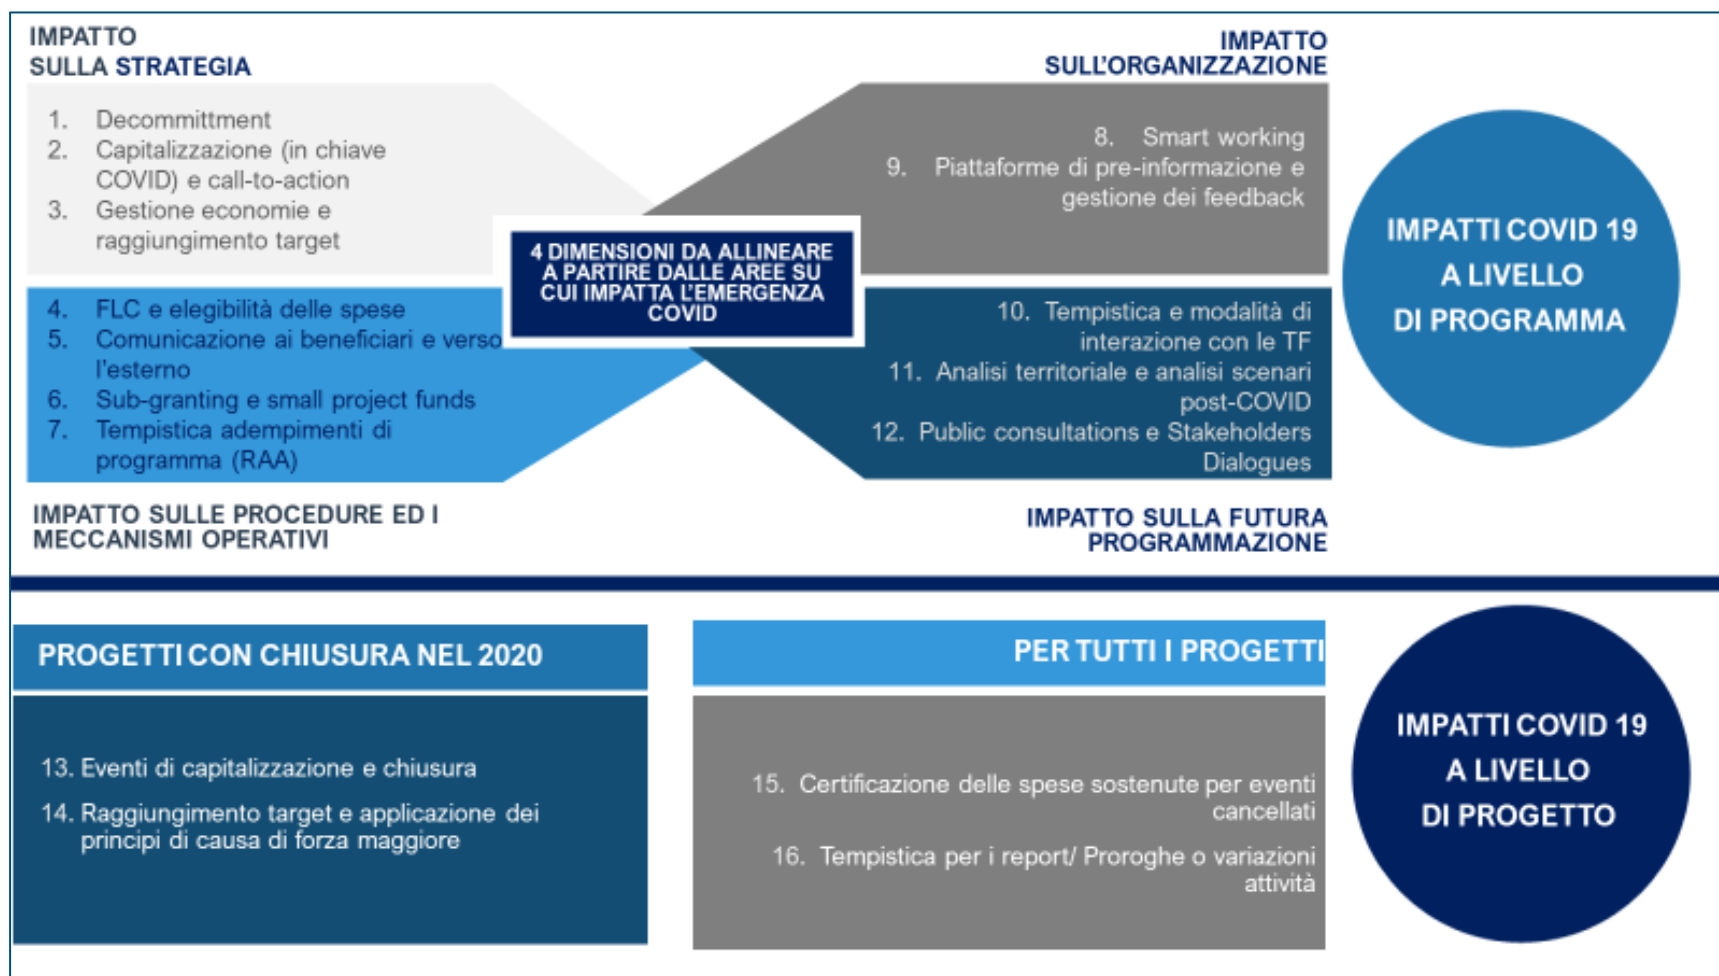 IMPATTO
SULLA STRATEGIA
1. Decommittment
2. Capitalizzazione (in chiave
COVID) e call-to-action
3. Gestione economie e
raggiungimento target
4. FLC e elegibilità delle spese
5. Comunicazione ai beneficiari e verso
l'esterno
6. Sub-granting e small project funds
7. Tempistica adempimenti di
programma (RAA)
IMPATTO SULLE PROCEDURE ED I
MECCANISMI OPERATIVI
4 DIMENSIONI DA ALLINEARE
A PARTIRE DALLE AREE SU
CUI IMPATTA L'EMERGENZA
COVID
IMPATTO
SULL'ORGANIZZAZIONE
8. Smart working
9. Piattaforme di pre-informazione e
gestione dei feedback
10. Tempistica e modalità di
interazione con le TF
11. Analisi territoriale e analisi scenari
post-COVID
12. Public consultations e Stakeholders
Dialogues
IMPATTO SULLA FUTURA
PROGRAMMAZIONE
IMPATTI COVID 19
A LIVELLO
DI PROGRAMMA
PROGETTI CON CHIUSURA NEL 2020
13. Eventi di capitalizzazione e chiusura
14. Raggiungimento target e applicazione dei
principi di causa di forza maggiore
PER TUTTI I PROGETTI
15. Certificazione delle spese sostenute per eventi
cancellati
16. Tempistica per i report/ Proroghe o variazioni
attività
IMPATTI COVID 19
A LIVELLO
DI PROGETTO